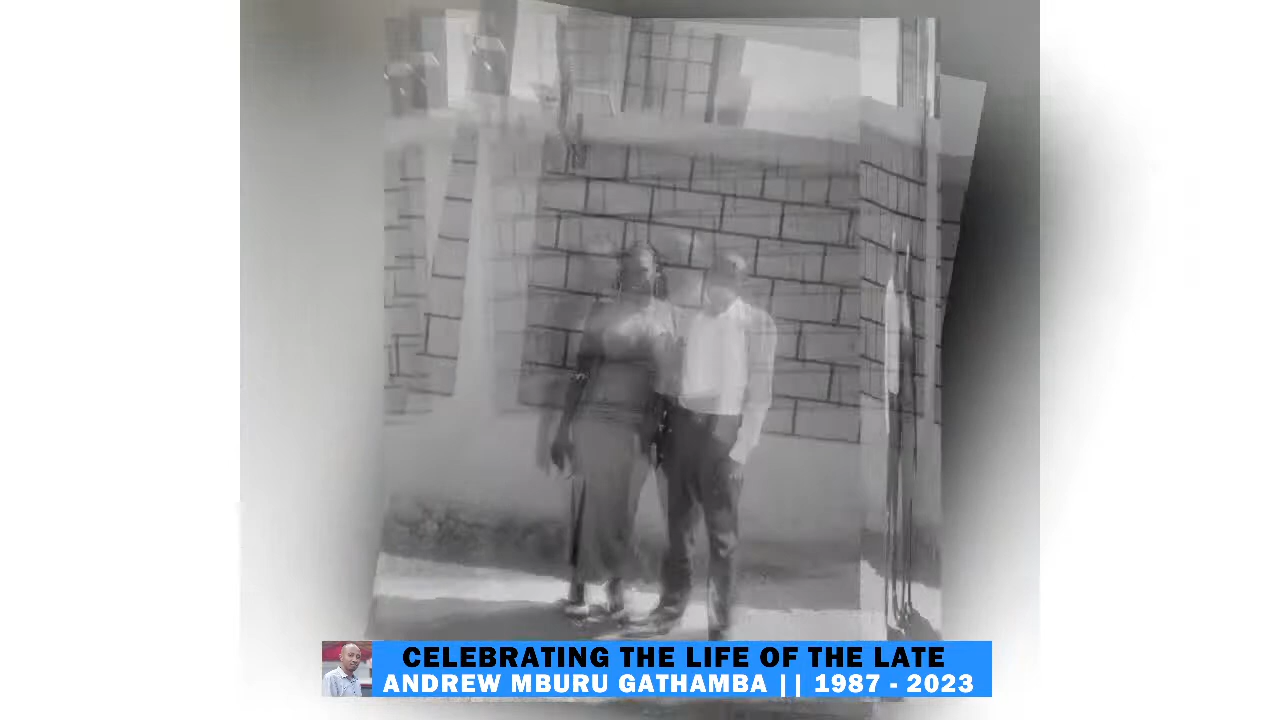 CELEBRATING THE LIFE OF THE LATE
ANDREW MBURU GATHAMBA || 1987 - 2023